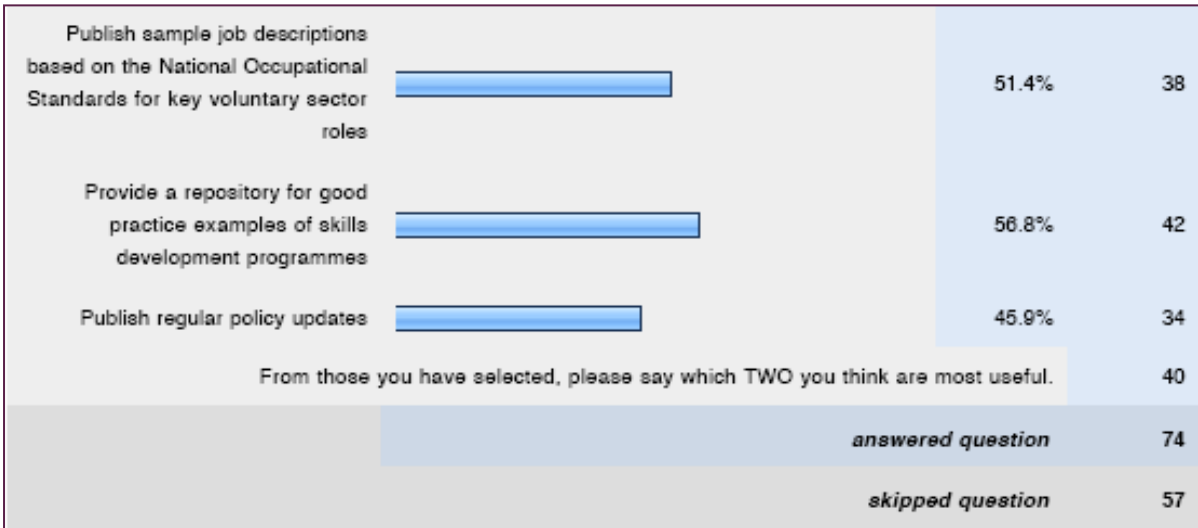 Publish sample job descriptions
based on the National Occupational
Standards for key voluntary sector
roles
51.4%
38
Provide a repository for good
practice examples of skills
development programmes
56.8%
42
Publish regular policy updates
45.9%
34
From those you have selected, please say which TWO you think are most useful.
40
answered question
74
skipped question
57